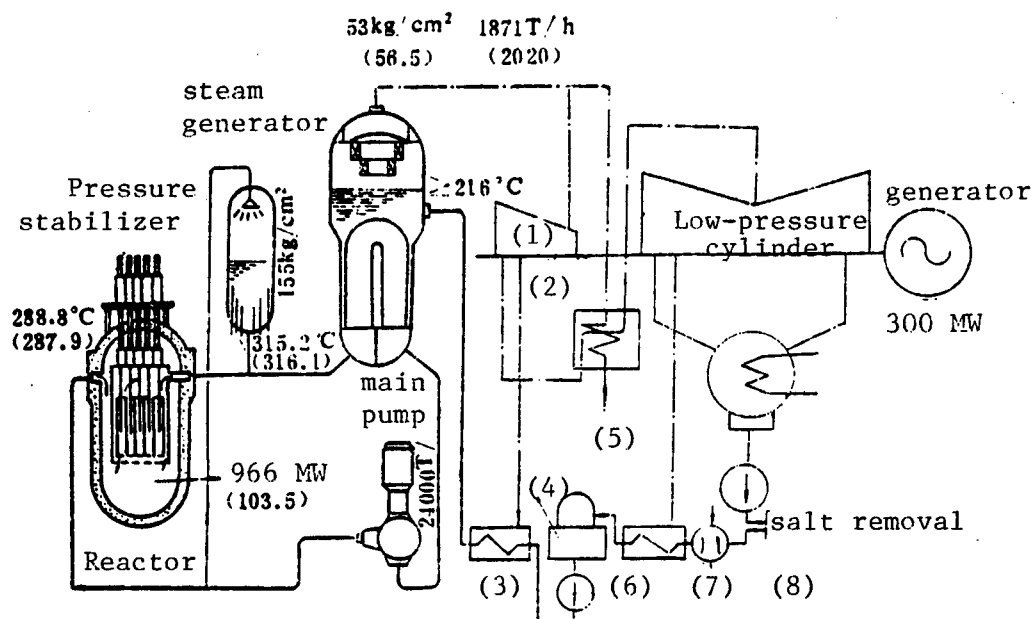 53kg/cm² 1871T/h
(56.5) (2020)
steam
generator
216°C
Pressure
stabilizer
155kg/cm²
generator
(1)
Low-pressure
cylinder
(2)
288.8°C
(287.9)
300 MW
315.2°C
(316.1)
main
pump
(5)
24000T/
966 MW
(103.5)
(4)
salt removal
Reactor
(3) (6) (7) (8)